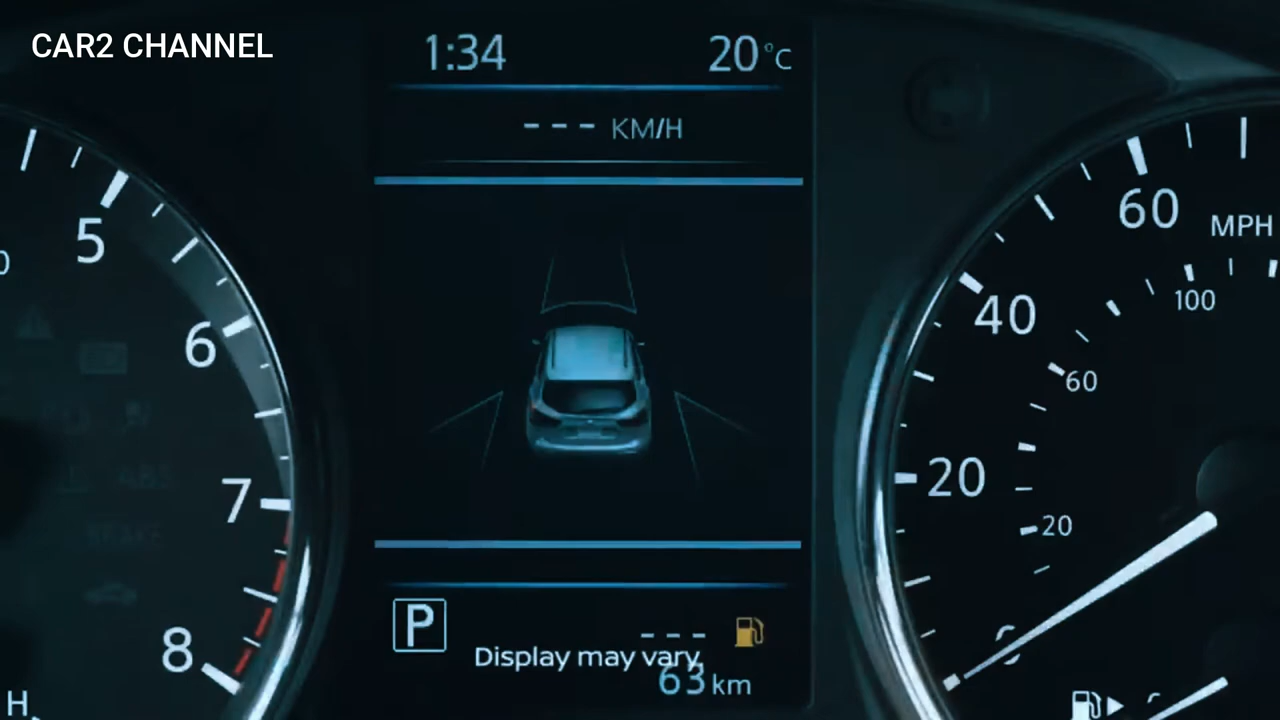 CAR2 CHANNEL
1:34
20°C
--- KM/H
5
6
7
8
H
60
MPH
40
100
60
20
20
P
---
Display may vary.
63 km